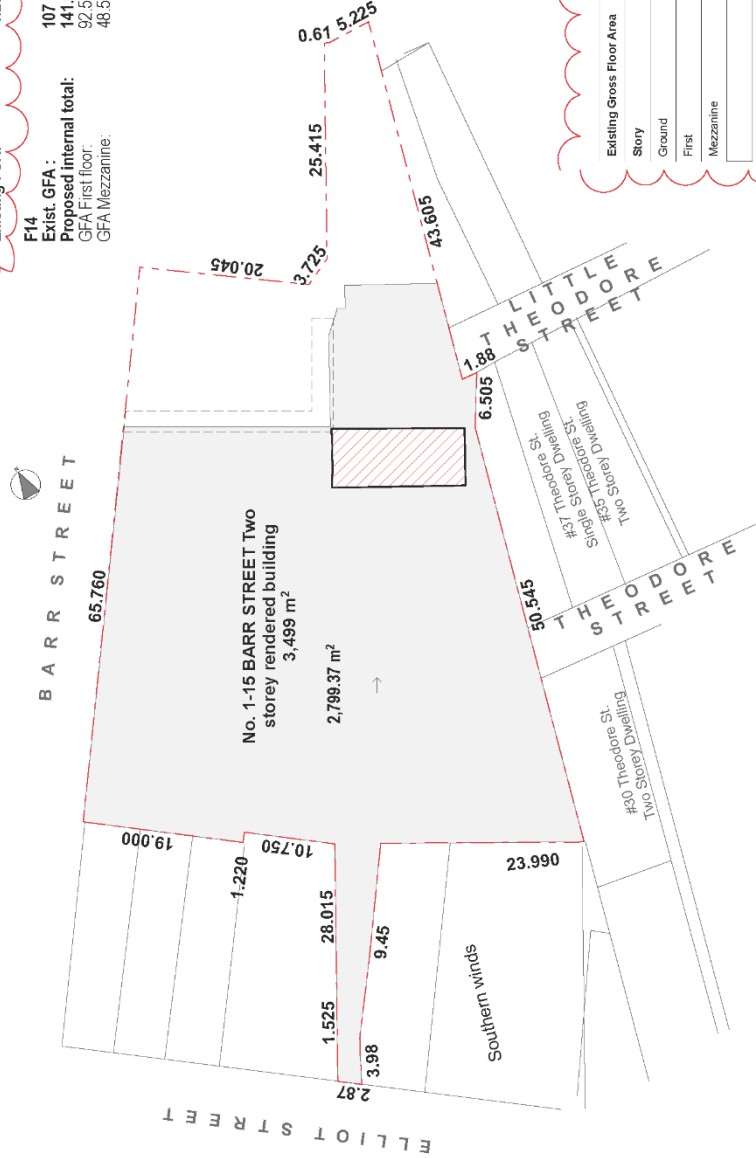 F14
Exist. GFA : 107
Proposed internal total: 141.
GFA First floor: 92.5
GFA Mezzanine: 48.5
Existing Gross Floor Area
Story
Ground
First
Mezzanine
0.61
5.225
25.415
20.045
3.725
43.605
BARR STREET
65.760
LITTLE
THEODORE
STREET
1.88
6.505
No. 1-15 BARR STREET Two
storey rendered building
3,499 m²
2,799.37 m²
#37 Theodore St.
Single Storey Dwelling
#35 Theodore St.
Two Storey Dwelling
50.545
THEODORE
STREET
#30 Theodore St.
Two Storey Dwelling
19.000
10.750
1.220
28.015
23.990
9.45
1.525
3.98
2.87
Southern winds
ELLIOT STREET